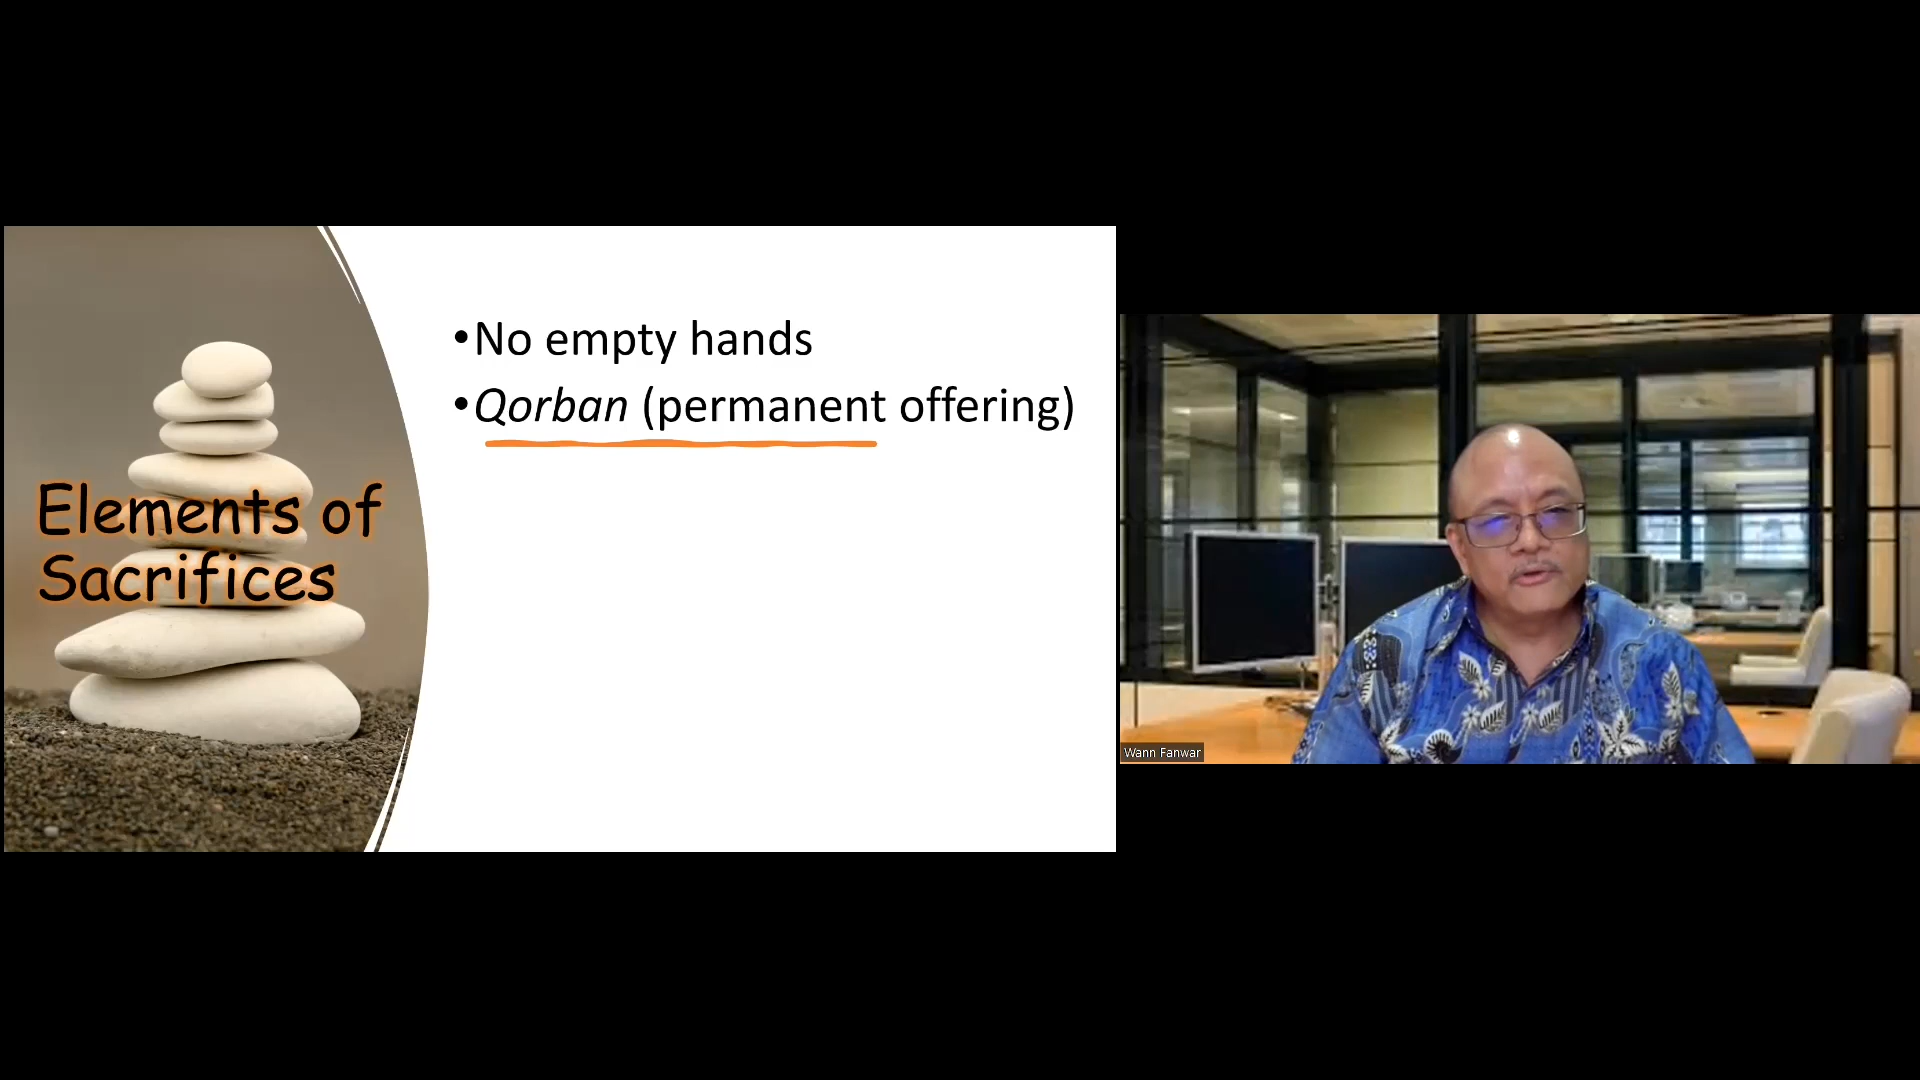 Elements of
Sacrifices
•No empty hands
•Qorban (permanent offering)
Wann Fanwar